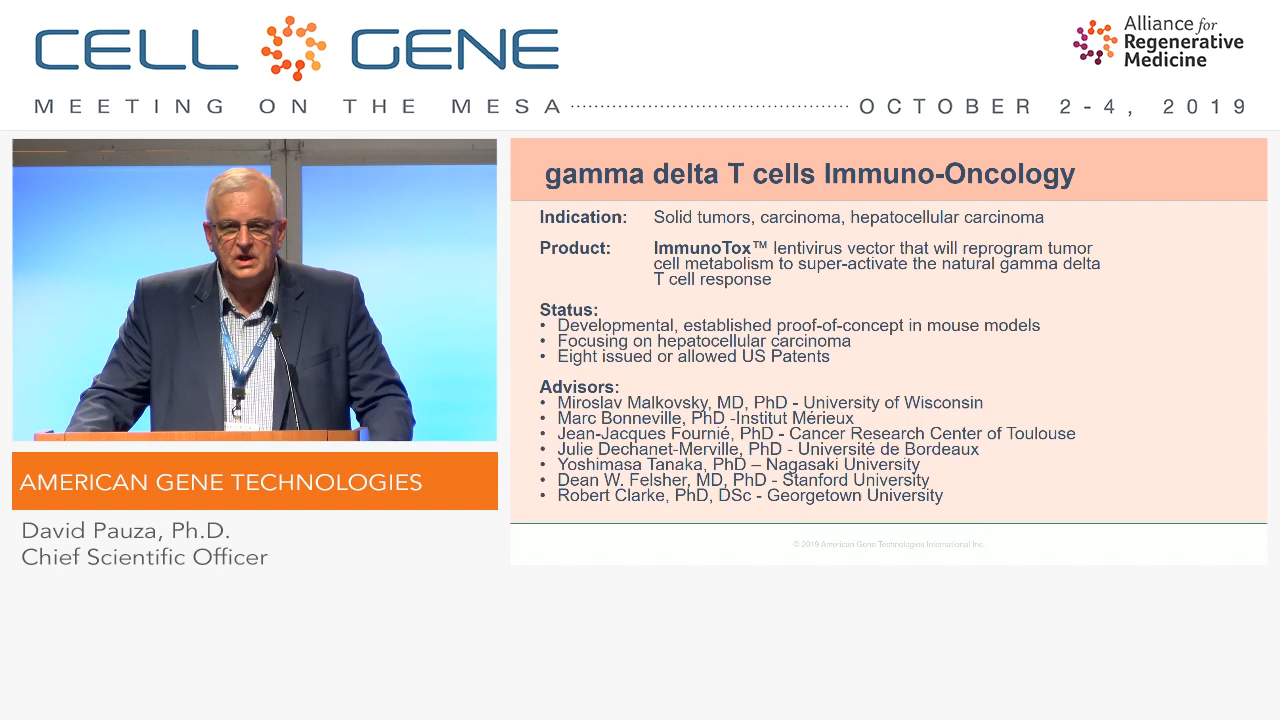 CELL GENE
Alliance for
Regenerative
Medicine
MEETING ON THE MESA
OCTOBER 2-4, 2019
gamma delta T cells Immuno-Oncology
Indication: Solid tumors, carcinoma, hepatocellular carcinoma
Product: ImmunoTox™ lentivirus vector that will reprogram tumor
cell metabolism to super-activate the natural gamma delta
T cell response
Status:
• Developmental, established proof-of-concept in mouse models
• Focusing on hepatocellular carcinoma
• Eight issued or allowed US Patents
Advisors:
• Miroslav Malkovsky, MD, PhD - University of Wisconsin
• Marc Bonneville, PhD -Institut Mérieux
• Jean-Jacques Fournié, PhD - Cancer Research Center of Toulouse
• Julie Dechanet-Merville, PhD - Université de Bordeaux
• Yoshimasa Tanaka, PhD – Nagasaki University
• Dean W. Felsher, MD, PhD - Stanford University
• Robert Clarke, PhD, DSc - Georgetown University
© 2019 American Gene Technologies International Inc.
AMERICAN GENE TECHNOLOGIES
David Pauza, Ph.D.
Chief Scientific Officer